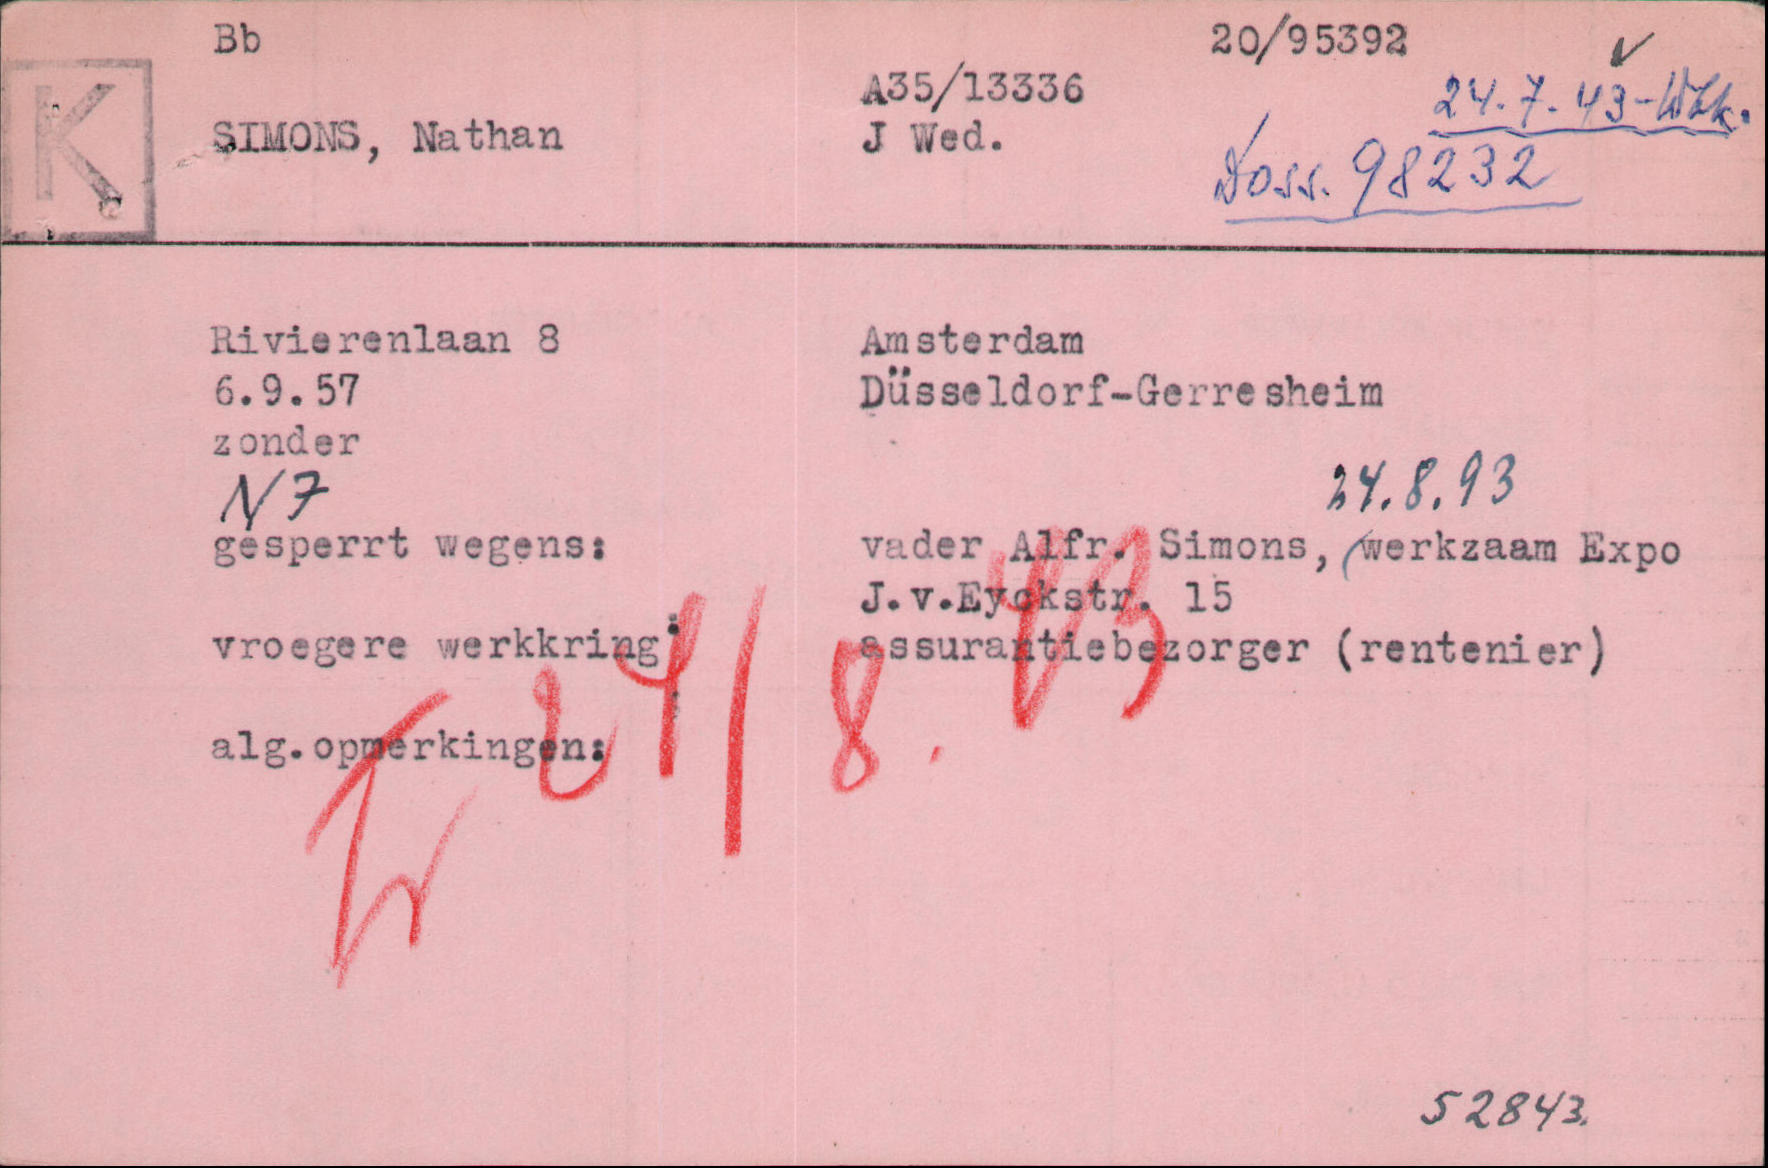 Bb 20/95392
A35/13336
24.7.43-Wbk.
K
SIMONS, Nathan J Wed.
Doss. 98232
Rivierenlaan 8 Amsterdam
6.9.57 Düsseldorf-Gerresheim
zonder
N7 24.8.93
gesperrt wegens: vader Alfr. Simons, werkzaam Expo
J.v.Eyckstr. 15
vroegere werkkring: assurantiebezorger (rentenier)
alg.opmerkingen:
24/8.43
52843.